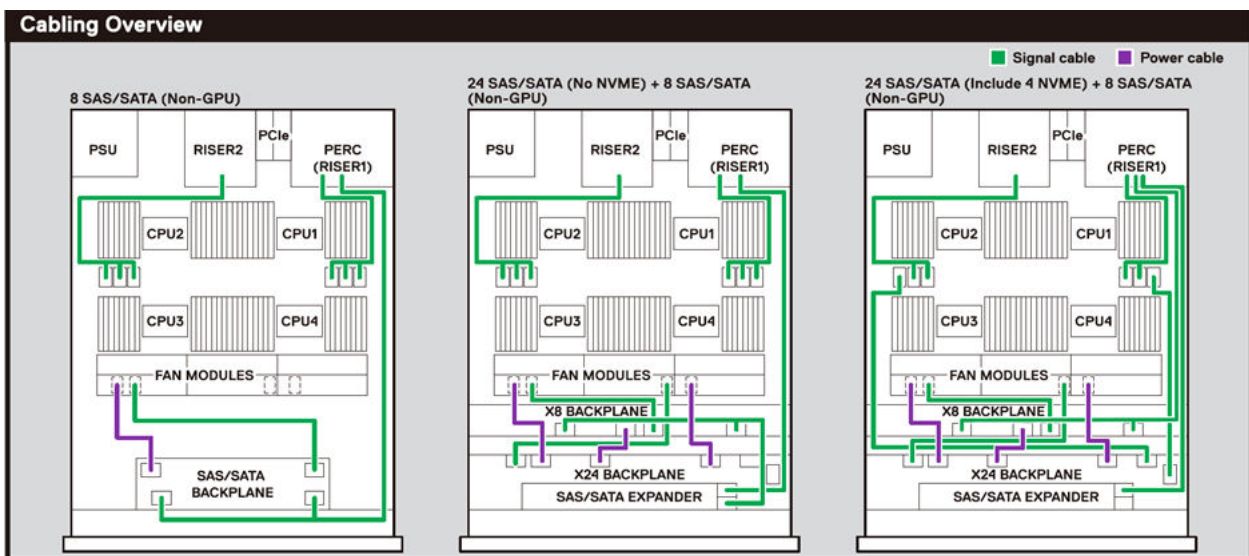 Cabling Overview
Signal cable
Power cable
8 SAS/SATA (Non-GPU)
PSU
RISER2
PCIe
PERC
(RISER1)
CPU2
CPU1
CPU3
CPU4
FAN MODULES
SAS/SATA
BACKPLANE
24 SAS/SATA (No NVME) + 8 SAS/SATA
(Non-GPU)
PSU
RISER2
PCIe
PERC
(RISER1)
CPU2
CPU1
CPU3
CPU4
FAN MODULES
X8 BACKPLANE
X24 BACKPLANE
SAS/SATA EXPANDER
24 SAS/SATA (Include 4 NVME) + 8 SAS/SATA
(Non-GPU)
PSU
RISER2
PCIe
PERC
(RISER1)
CPU2
CPU1
CPU3
CPU4
FAN MODULES
X8 BACKPLANE
X24 BACKPLANE
SAS/SATA EXPANDER